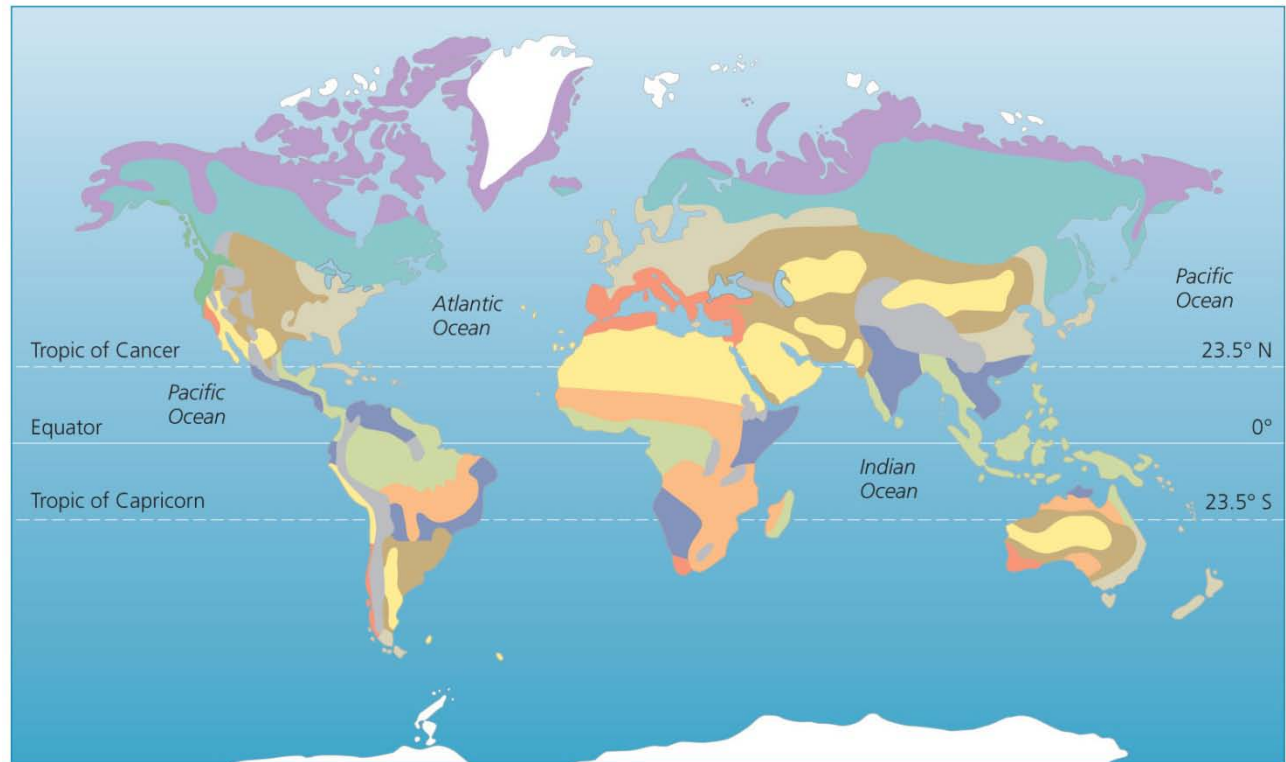 Atlantic
Ocean
Pacific
Ocean
Tropic of Cancer
23.5° N
Pacific
Ocean
Equator
0°
Indian
Ocean
Tropic of Capricorn
23.5° S